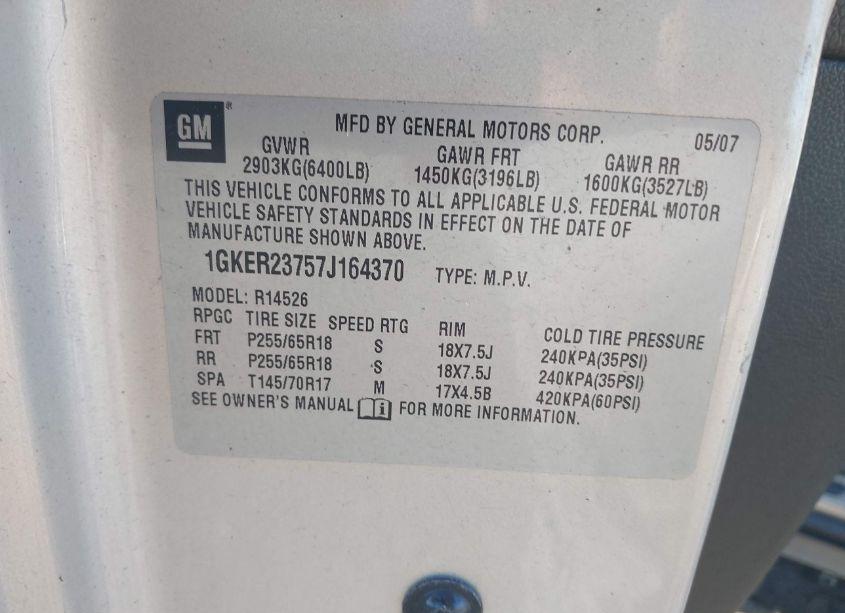 GM®
MFD BY GENERAL MOTORS CORP. 05/07
GVWR GAWR FRT GAWR RR
2903KG(6400LB) 1450KG(3196LB) 1600KG(3527LB)
THIS VEHICLE CONFORMS TO ALL APPLICABLE U.S. FEDERAL MOTOR
VEHICLE SAFETY STANDARDS IN EFFECT ON THE DATE OF
MANUFACTURE SHOWN ABOVE.
1GKER23757J164370 TYPE: M.P.V.
MODEL: R14526
RPGC TIRE SIZE SPEED RTG RIM COLD TIRE PRESSURE
FRT P255/65R18 S 18X7.5J 240KPA(35PSI)
RR P255/65R18 S 18X7.5J 240KPA(35PSI)
SPA T145/70R17 M 17X4.5B 420KPA(60PSI)
SEE OWNER'S MANUAL i FOR MORE INFORMATION.